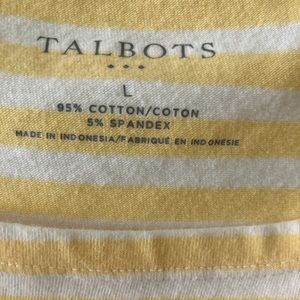 TALBOTS
L
95% COTTON/COTON
5% SPANDEX
MADE IN INDONESIA/FABRIQUÉ EN INDONÉSIE